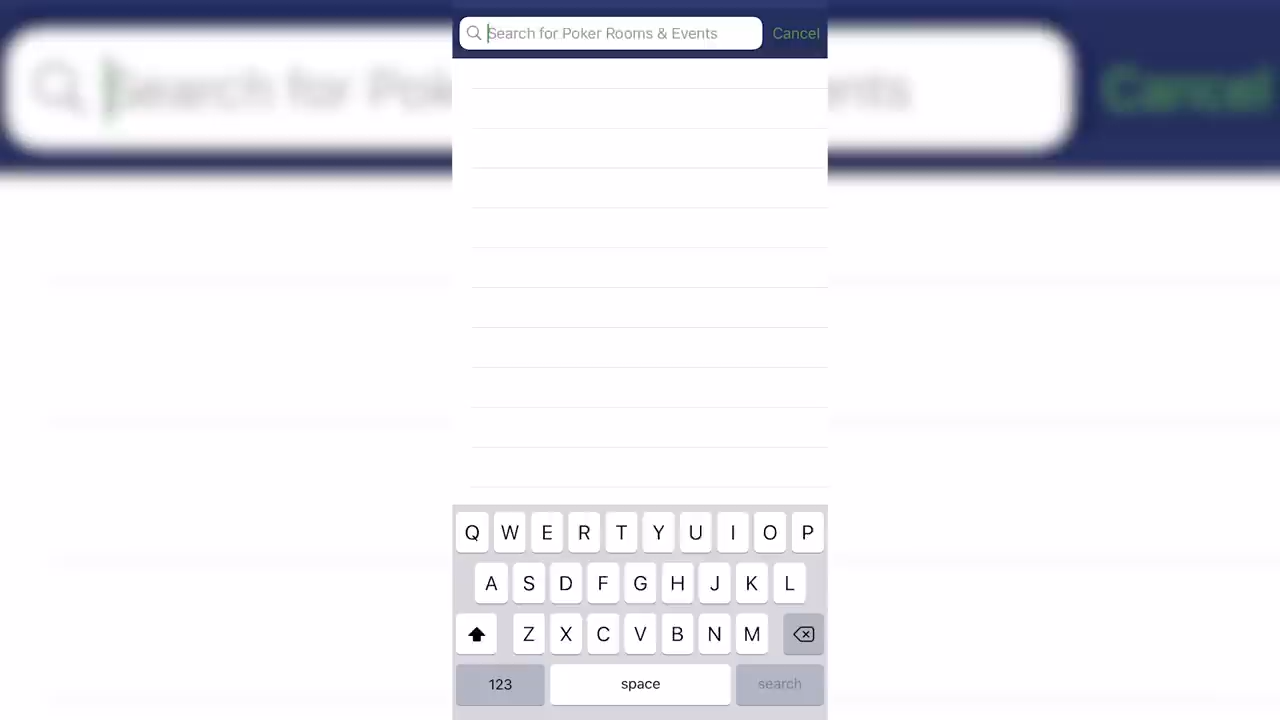 Search for Poker Rooms & Events Cancel
Q W E R T Y U I O P
A S D F G H J K L
Z X C V B N M
123 space search